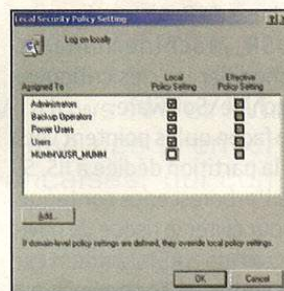 Local Security Policy Setting
Log on locally
Assigned To
Local Policy Setting
Effective Policy Setting
Administrators
Backup Operators
Power Users
Users
Add...
If domain-level policy settings are defined, they override local policy settings.
OK
Cancel